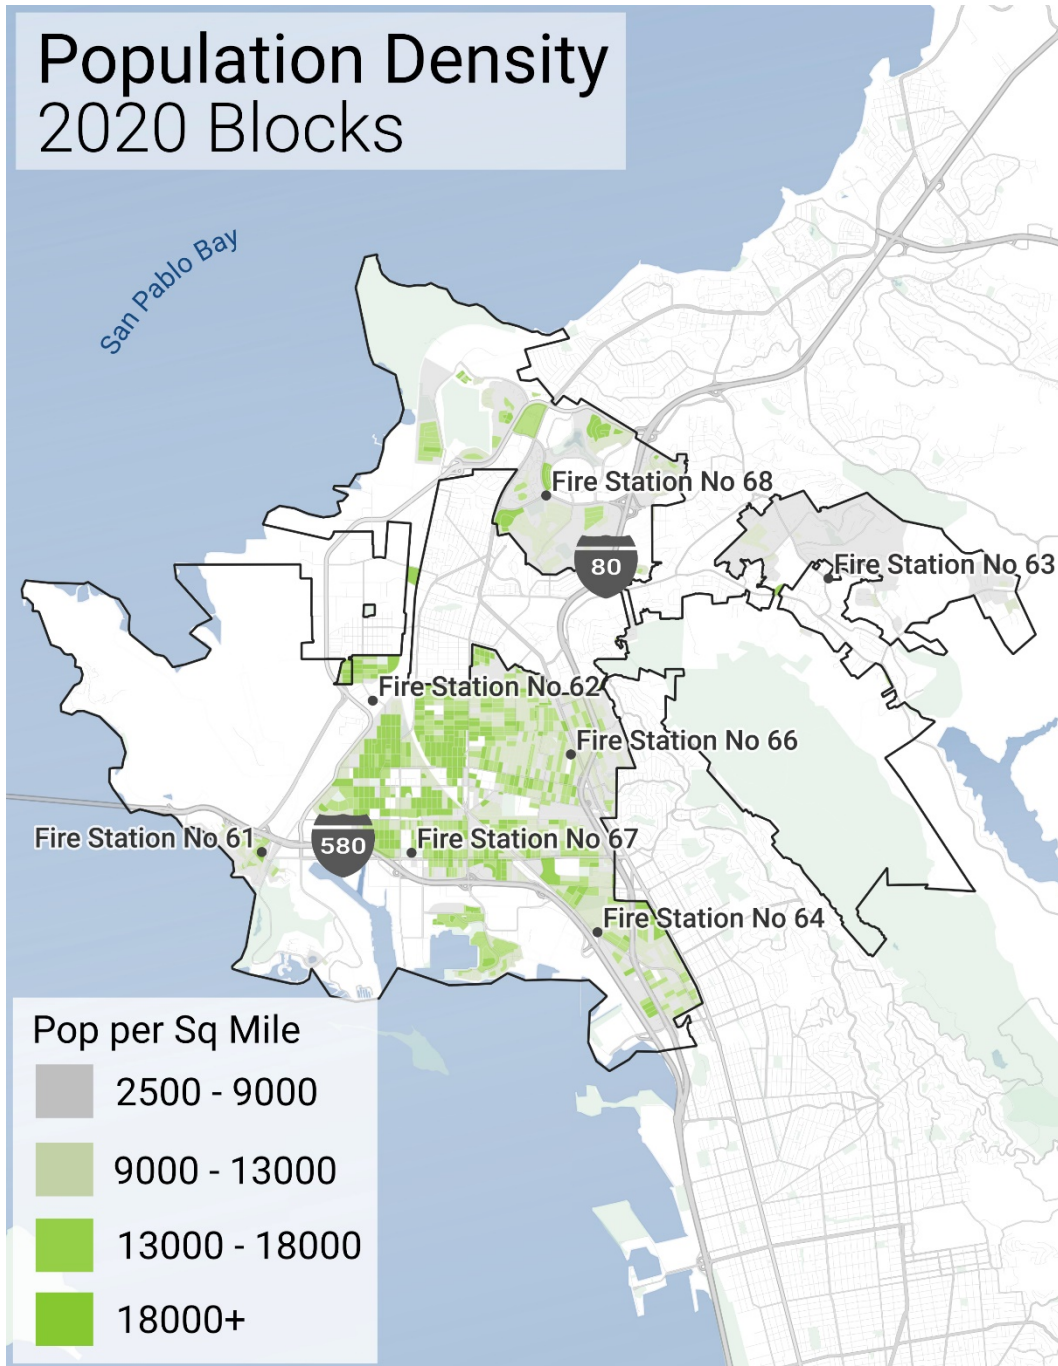 Population Density
2020 Blocks
San Pablo Bay
Fire Station No 68
80
Fire Station No 63
Fire Station No 62
Fire Station No 66
Fire Station No 61
580
Fire Station No 67
Fire Station No 64
Pop per Sq Mile
2500 - 9000
9000 - 13000
13000 - 18000
18000+